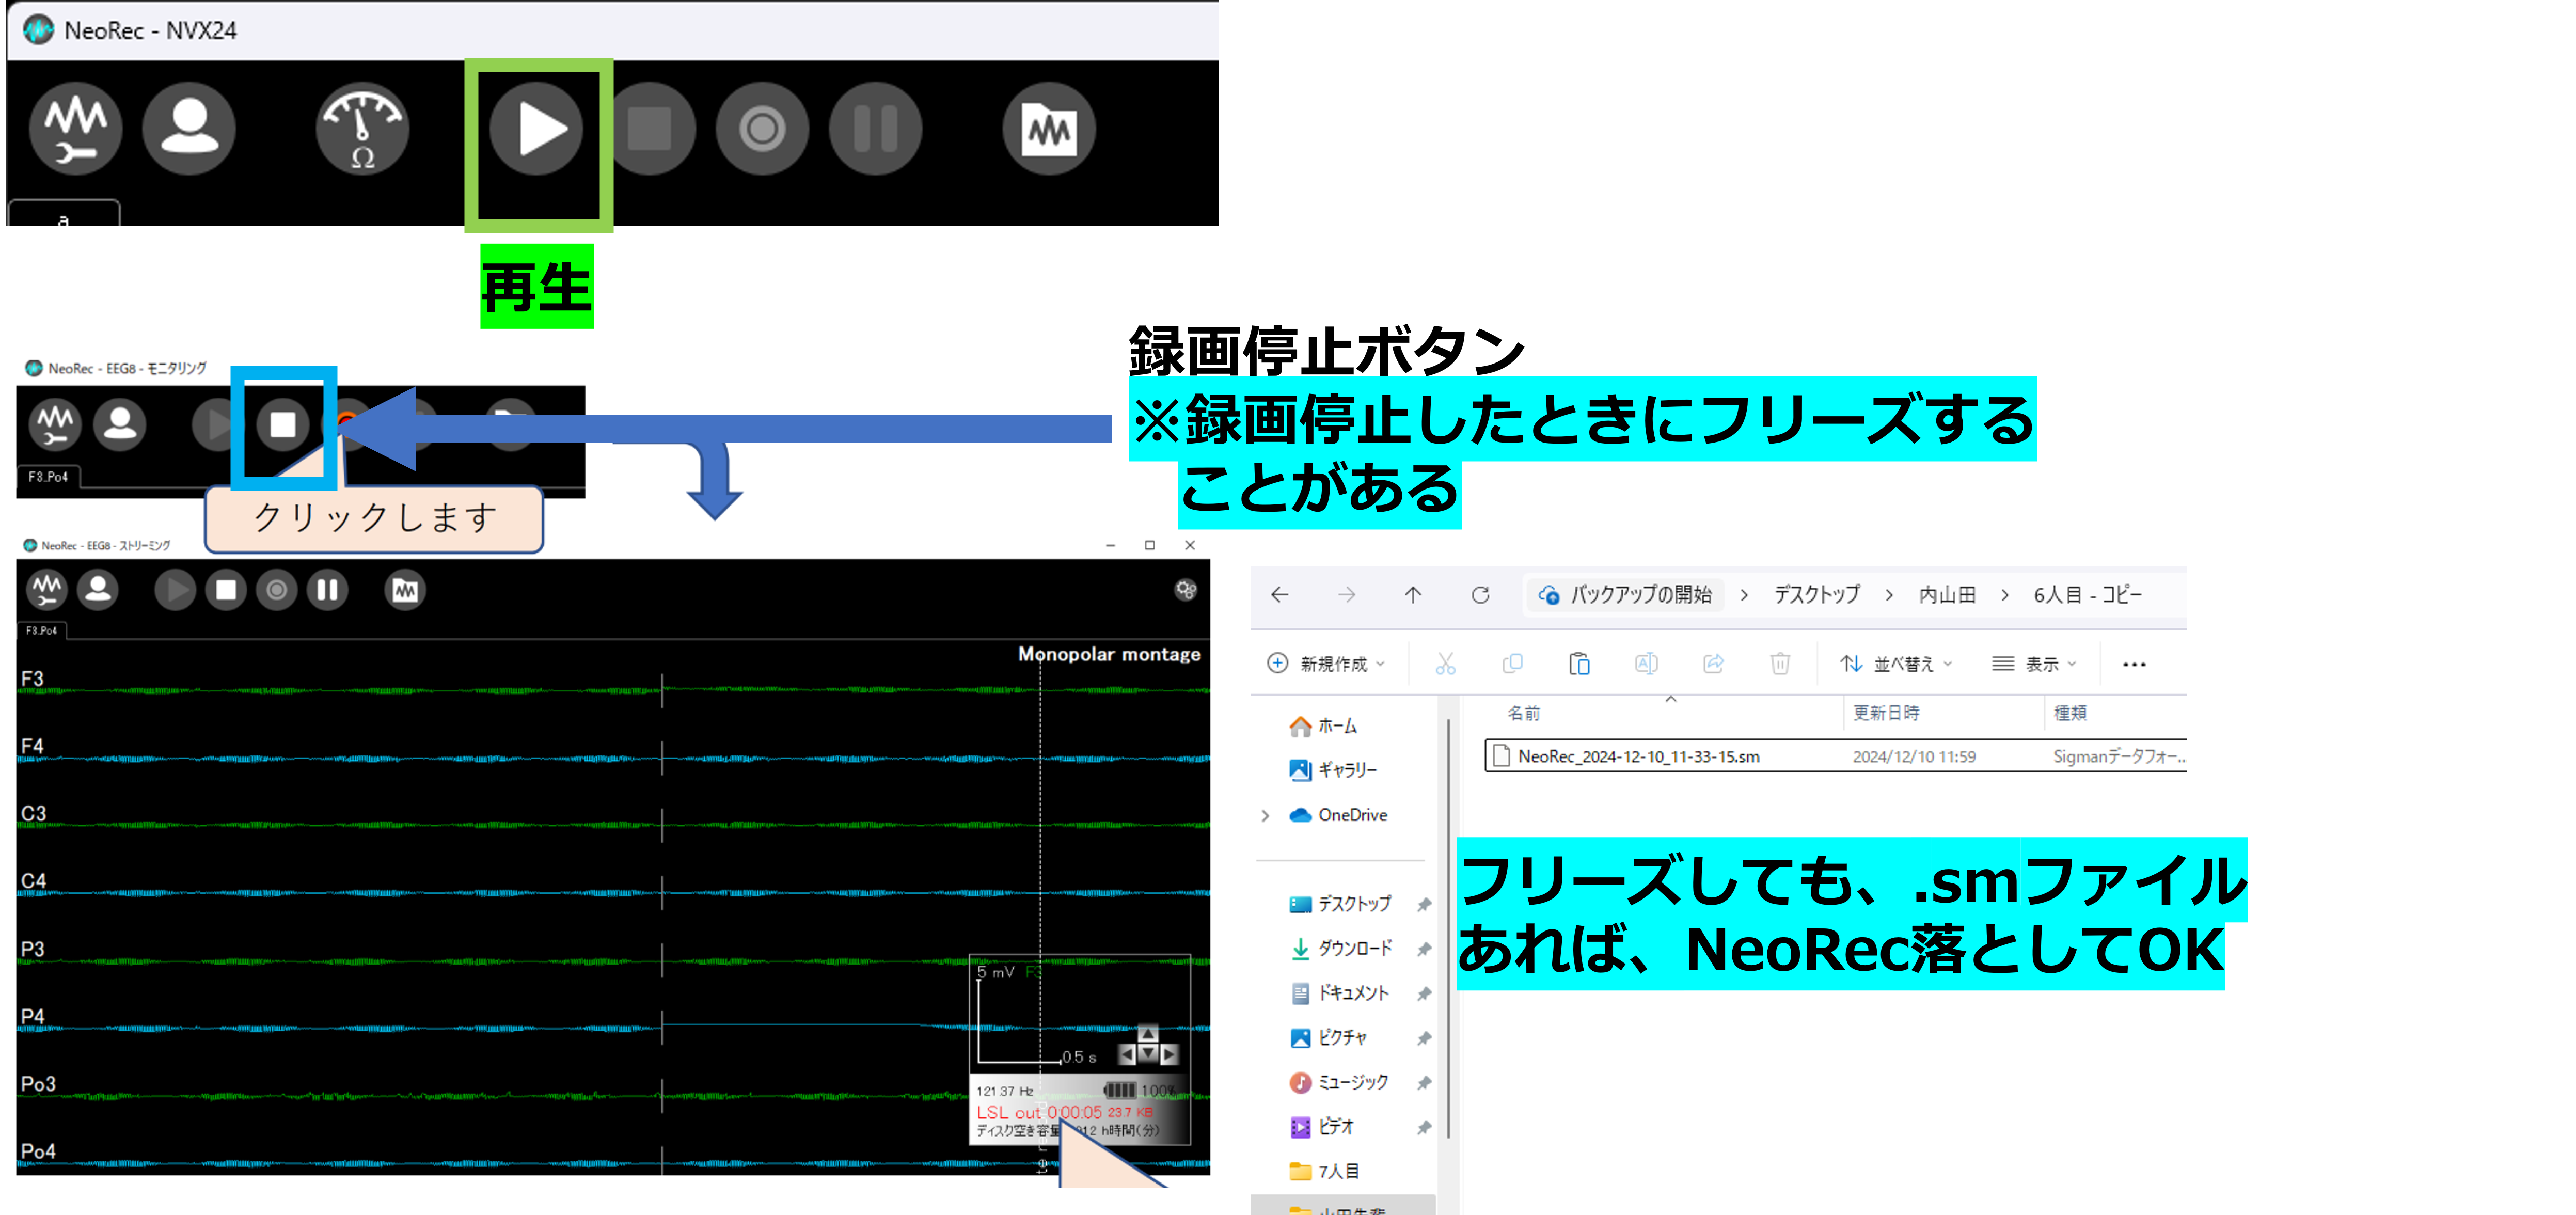 NeoRec - NVX24
a
再生
録画停止ボタン
※録画停止したときにフリーズする
ことがある
NeoRec - EEG8 - モニタリング
F3..Po4
クリックします
NeoRec - EEG8 - ストリーミング
F3..Po4
Monopolar montage
F3
F4
C3
C4
P3
P4
Po3
Po4
5 mV F3
0.5 s
121.37 Hz 100%
LSL out 0:00:05 23.7 KB
ディスク空き容量 012 h時間(分)
バックアップの開始 > デスクトップ > 内山田 > 6人目 - コピー
新規作成 並べ替え 表示 ...
名前 更新日時 種類
NeoRec_2024-12-10_11-33-15.sm 2024/12/10 11:59 Sigmanデータフォー...
ホーム
ギャラリー
OneDrive
デスクトップ
ダウンロード
ドキュメント
ピクチャ
ミュージック
ビデオ
7人目
フリーズしても、.smファイル
あれば、NeoRec落としてOK